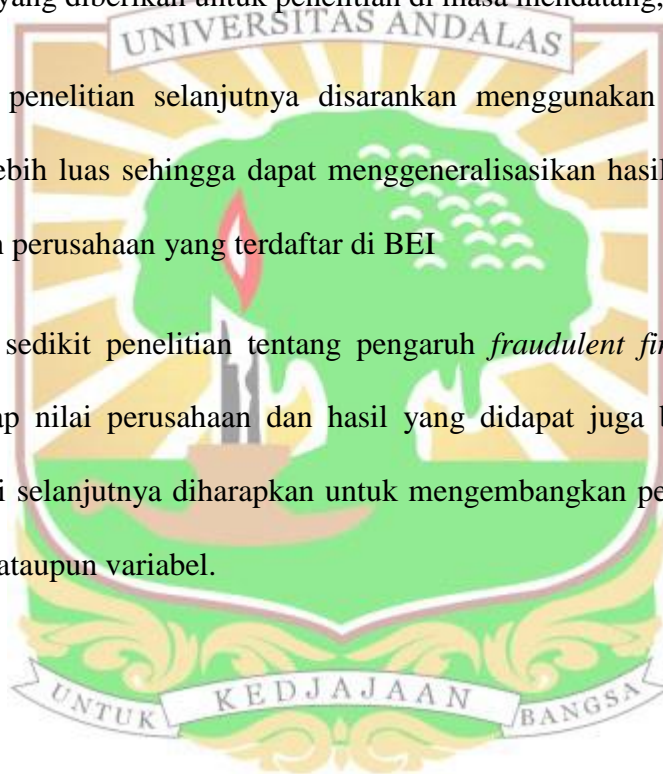 yang diberikan untuk penelitian di masa mendatang,
UNIVERSITAS ANDALAS
penelitian selanjutnya disarankan menggunakan
ebih luas sehingga dapat menggeneralisasikan hasil
perusahaan yang terdaftar di BEI
sedikit penelitian tentang pengaruh fraudulent fin
ap nilai perusahaan dan hasil yang didapat juga b
i selanjutnya diharapkan untuk mengembangkan pe
ataupun variabel.
UNTUK KEDJAJAAN BANGSA